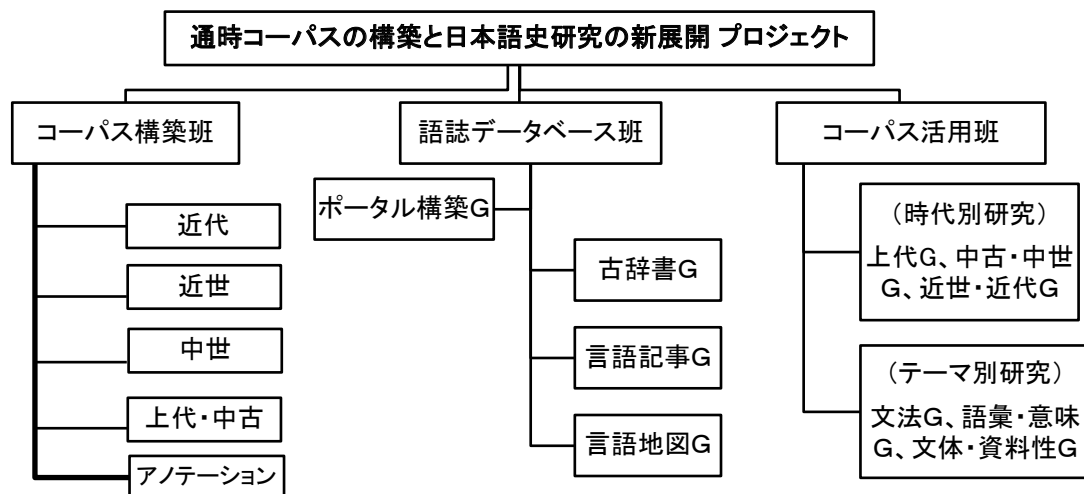 通時コーパスの構築と日本語史研究の新展開 プロジェクト
コーパス構築班
近代
近世
中世
上代・中古
アノテーション
語誌データベース班
ポータル構築G
古辞書G
言語記事G
言語地図G
コーパス活用班
（時代別研究）
上代G、中古・中世
G、近世・近代G
（テーマ別研究）
文法G、語彙・意味
G、文体・資料性G